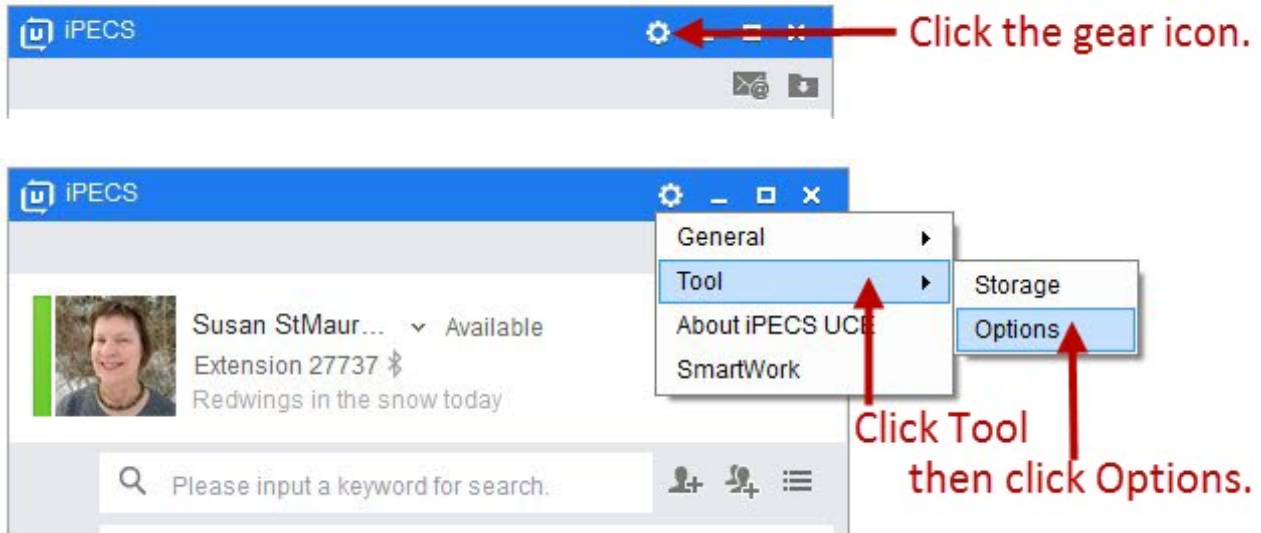 iPECS
Click the gear icon.
iPECS
General
Tool
Storage
Susan StMaur... Available
About iPECS UCE
Options
Extension 27737
SmartWork
Redwings in the snow today
Click Tool
then click Options.
Please input a keyword for search.